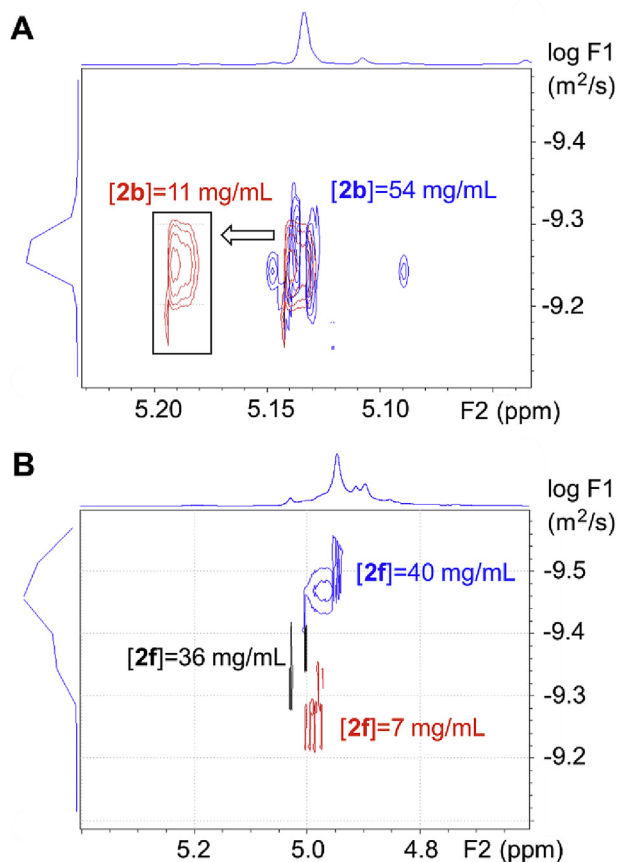 A
log F1
(m²/s)
-9.4
[2b]=11 mg/mL
[2b]=54 mg/mL
-9.3
-9.2
5.20
5.15
5.10
F2 (ppm)
B
log F1
(m²/s)
-9.5
[2f]=40 mg/mL
-9.4
[2f]=36 mg/mL
-9.3
[2f]=7 mg/mL
-9.2
5.2
5.0
4.8
F2 (ppm)